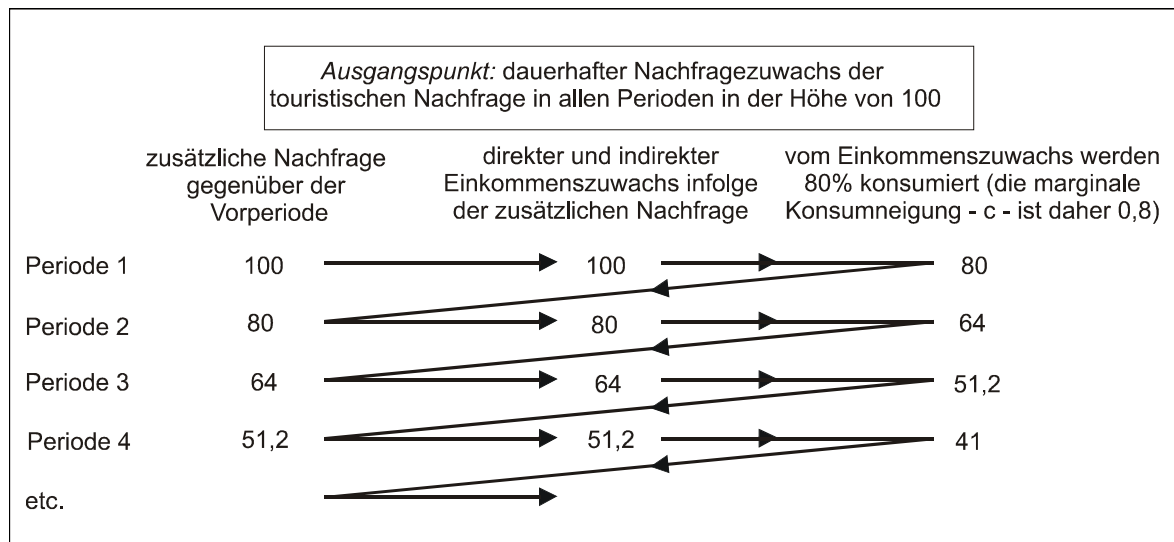 Ausgangspunkt: dauerhafter Nachfragezuwachs der
touristischen Nachfrage in allen Perioden in der Höhe von 100
zusätzliche Nachfrage
gegenüber der
Vorperiode
direkter und indirekter
Einkommenszuwachs infolge
der zusätzlichen Nachfrage
vom Einkommenszuwachs werden
80% konsumiert (die marginale
Konsumneigung - c - ist daher 0,8)
Periode 1 100 100 80
Periode 2 80 80 64
Periode 3 64 64 51,2
Periode 4 51,2 51,2 41
etc.